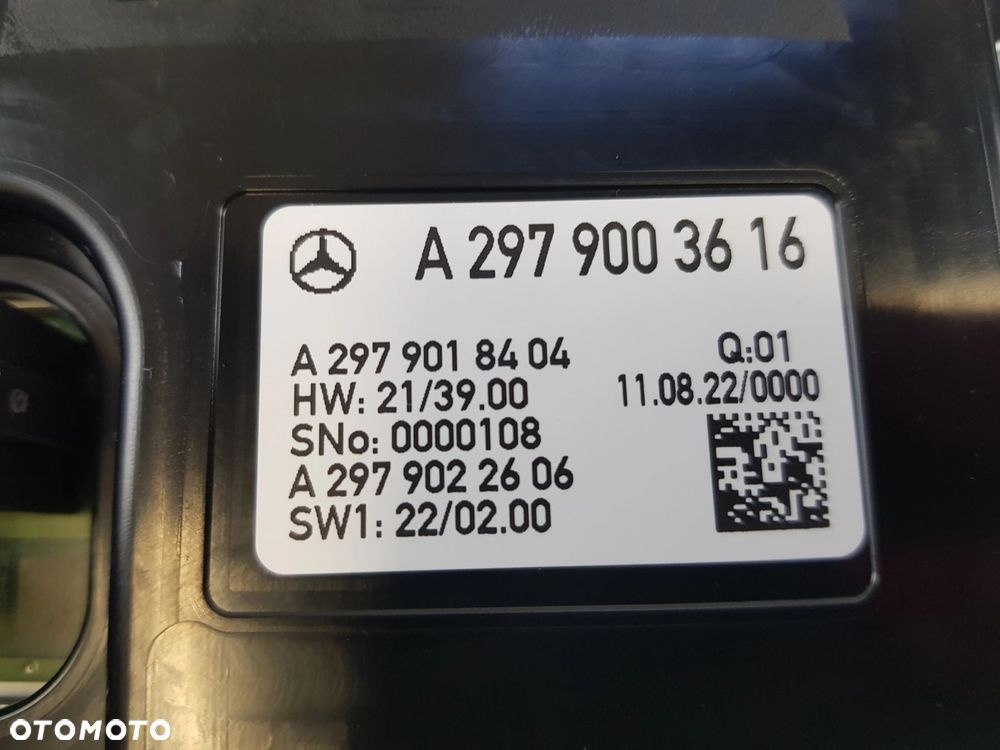 A 297 900 36 16
A 297 901 84 04
HW: 21/39.00
SNo: 0000108
A 297 902 26 06
SW1: 22/02.00
Q:01
11.08.22/0000
OTOMOTO